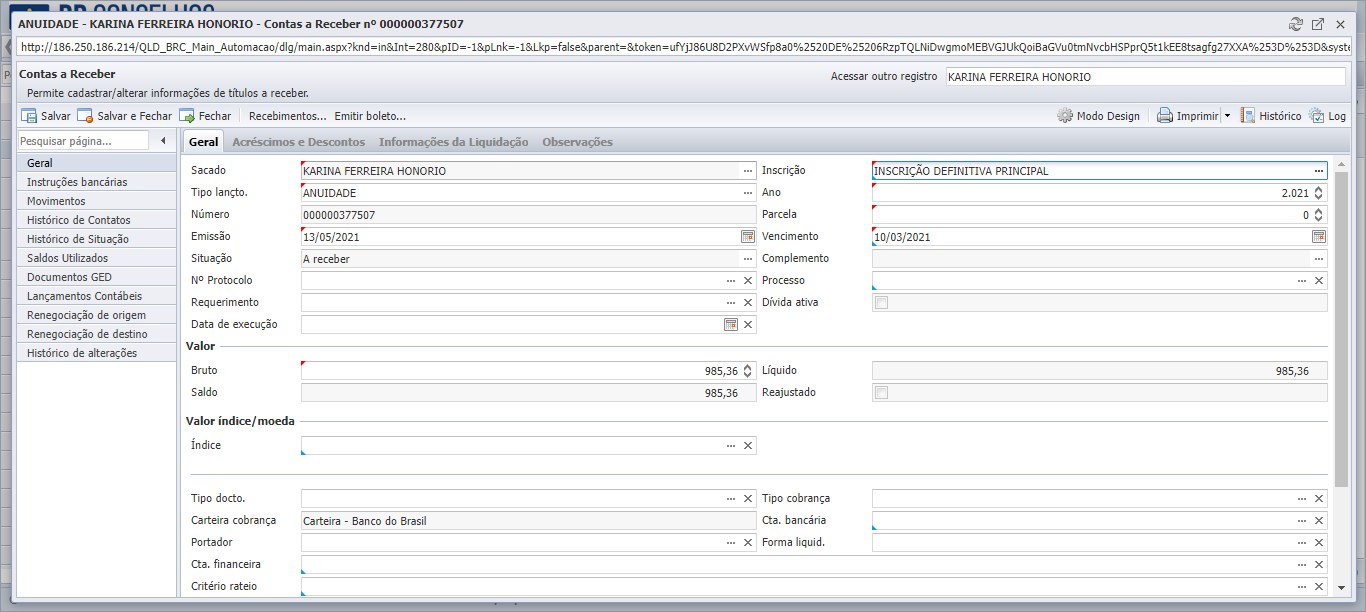 ANUIDADE - KARINA FERREIRA HONORIO - Contas a Receber nº 000000377507
http://186.250.186.214/QLD_BRC_Main_Automacao/dlg/main.aspx?knd=in&Int=280&pID=-1&pLnk=-1&Lkp=false&parent=&token=ufYjJ86U8D2PXvWSfp8a0%2520DE%25206RzpTQLNiDwgmoMEBVGJUkQoiBaGVu0tmNvcbHSPprQ5t1kEE8tsagfg27XXA%253D%253D&syste
Contas a Receber
Acessar outro registro KARINA FERREIRA HONORIO
Permite cadastrar/alterar informações de títulos a receber.
Salvar Salvar e Fechar Fechar Recebimentos... Emitir boleto... Modo Design Imprimir Histórico Log
Pesquisar página...
Geral
Instruções bancárias
Movimentos
Histórico de Contatos
Histórico de Situação
Saldos Utilizados
Documentos GED
Lançamentos Contábeis
Renegociação de origem
Renegociação de destino
Histórico de alterações
Geral Acréscimos e Descontos Informações da Liquidação Observações
Sacado KARINA FERREIRA HONORIO Inscrição INSCRIÇÃO DEFINITIVA PRINCIPAL
Tipo lançto. ANUIDADE Ano 2.021
Número 000000377507 Parcela 0
Emissão 13/05/2021 Vencimento 10/03/2021
Situação A receber Complemento
Nº Protocolo Processo
Requerimento Dívida ativa
Data de execução
Valor
Bruto 985,36 Líquido 985,36
Saldo 985,36 Reajustado
Valor índice/moeda
Índice
Tipo docto. Tipo cobrança
Carteira cobrança Carteira - Banco do Brasil Cta. bancária
Portador Forma liquid.
Cta. financeira
Critério rateio